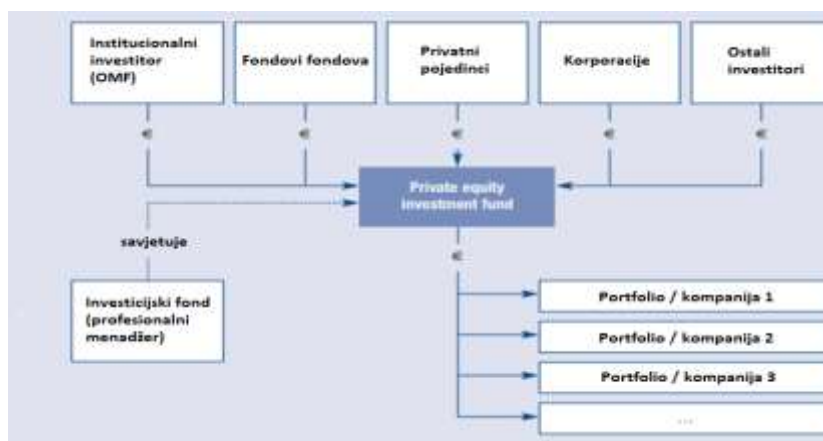 Institucionalni
investitor
(OMF)
Fondovi fondova
Privatni
pojedinci
Korporacije
Ostali
investitori
€
€
€
€
€
Private equity
investment fund
savjetuje
€
Investicijski fond
(profesionalni
menadžer)
Portfolio / kompanija 1
Portfolio / kompanija 2
Portfolio / kompanija 3
...